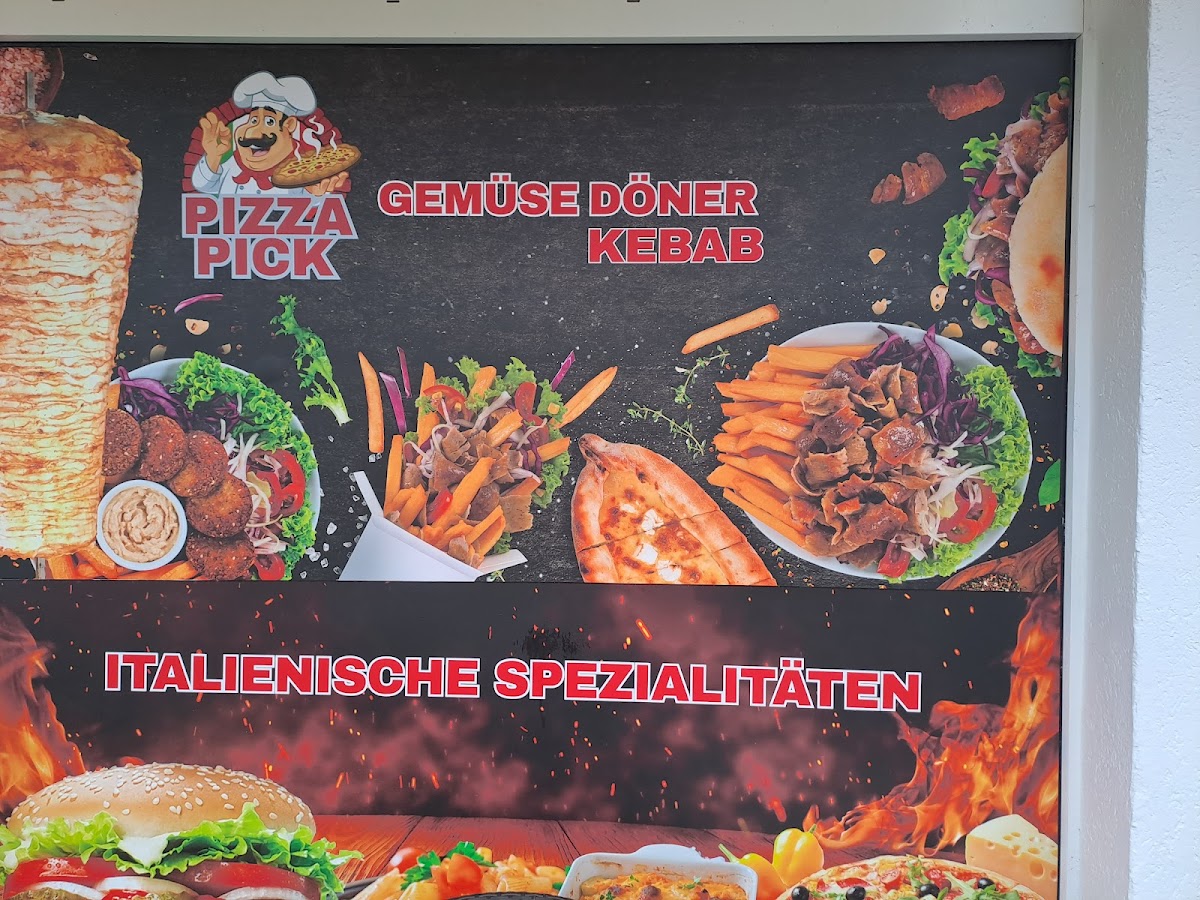 PIZZA
PICK
GEMÜSE DÖNER
KEBAB
ITALIENISCHE SPEZIALITÄTEN